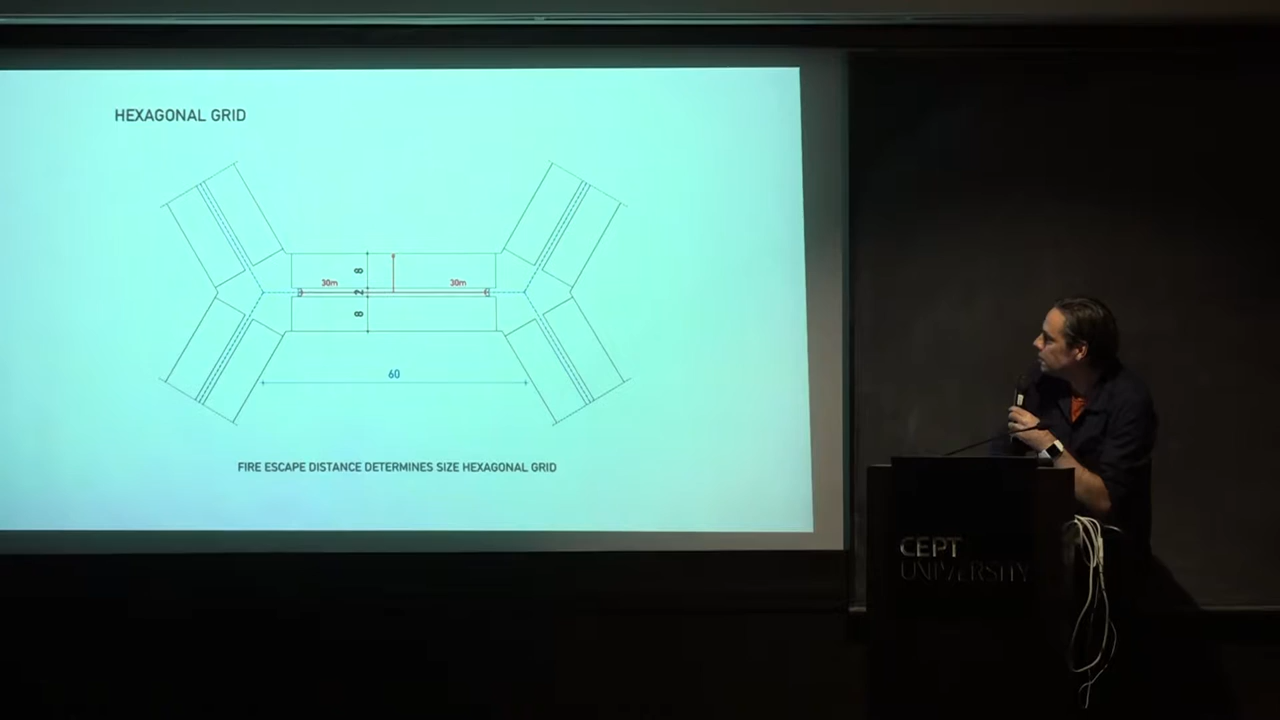 HEXAGONAL GRID
8
30m
30m
2
8
60
FIRE ESCAPE DISTANCE DETERMINES SIZE HEXAGONAL GRID
CEPT
UNIVERSITY